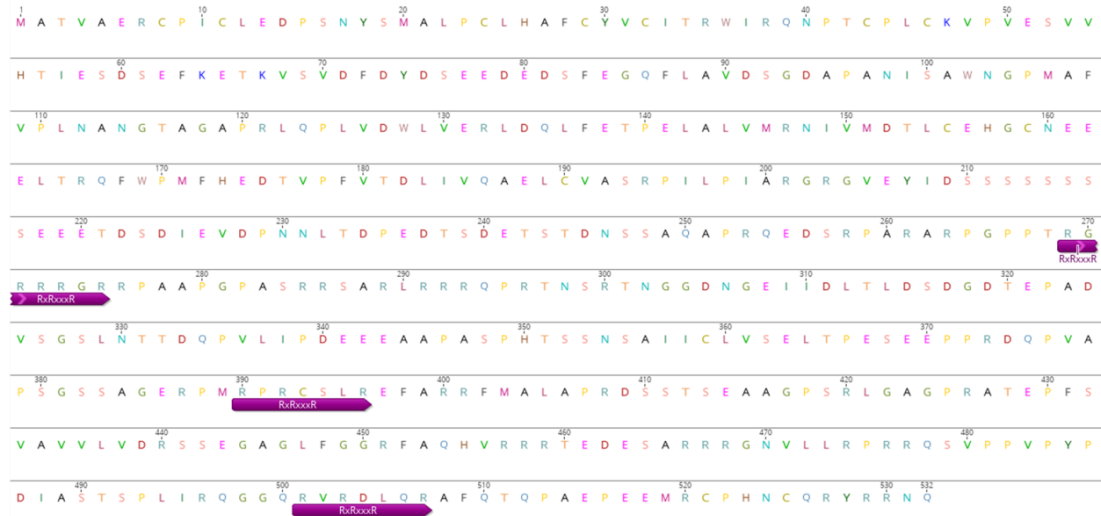 1 10 20 30 40 50
M A T V A E R C P I C L E D P S N Y S M A L P C L H A F C Y V C I T R W I R Q N P T C P L C K V P V E S V V
60 70 80 90 100
H T I E S D S E F K E T K V S V D F D Y D S E E D E D S F E G Q F L A V D S G D A P A N I S A W N G P M A F
110 120 130 140 150 160
V P L N A N G T A G A P R L Q P L V D W L V E R L D Q L F E T P E L A L V M R N I V M D T L C E H G C N E E
170 180 190 200 210
E L T R Q F W P M F H E D T V P F V T D L I V Q A E L C V A S R P I L P I A R G R G V E Y I D S S S S S S S
220 230 240 250 260 270
S E E E T D S D I E V D P N N L T D P E D T S D E T S T D N S S A Q A P R Q E D S R P A R A R P G P P T R G
RxRxxxR
280 290 300 310 320
R R R G R R P A A P G P A S R R S A R L R R R Q P R T N S R T N G G D N G E I I D L T L D S D G D T E P A D
RxRxxxR
330 340 350 360 370
V S G S L N T T D Q P V L I P D E E E A A P A S P H T S S N S A I I C L V S E L T P E S E E P P R D Q P V A
380 390 400 410 420 430
P S G S S A G E R P M R P R C S L R E F A R R F M A L A P R D S S T S E A A G P S R L G A G P R A T E P F S
RxRxxxR
440 450 460 470 480
V A V V L V D R S S E G A G L F G G R F A Q H V R R R T E D E S A R R R G N V L L R P R R Q S V P P V P Y P
490 500 510 520 530 532
D I A S T S P L I R Q G G Q R V R D L Q R A F Q T Q P A E P E E M R C P H N C Q R Y R R N Q
RxRxxxR